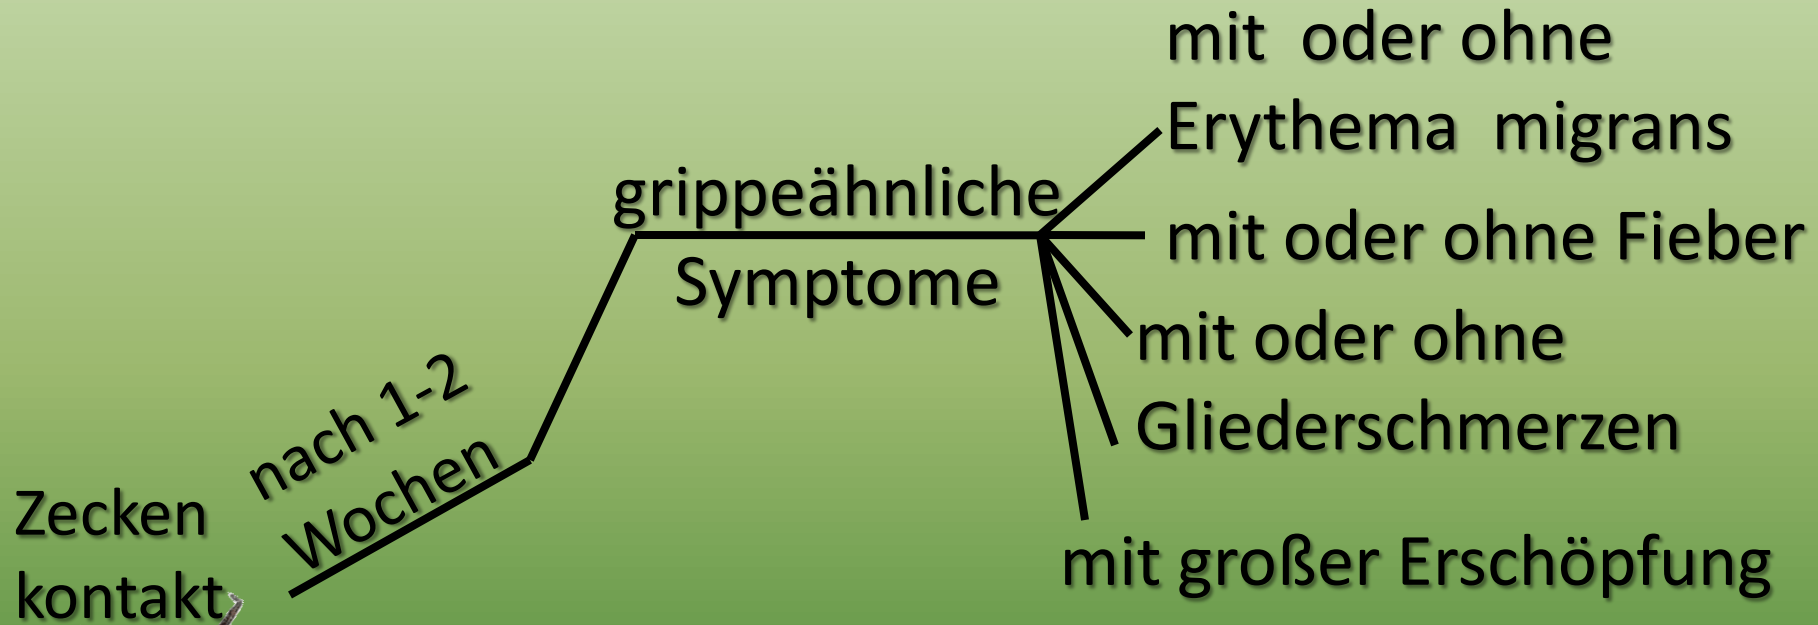 Zecken
kontakt
nach 1-2
Wochen
grippeähnliche
Symptome
mit oder ohne
Erythema migrans
mit oder ohne Fieber
mit oder ohne
Gliederschmerzen
mit großer Erschöpfung